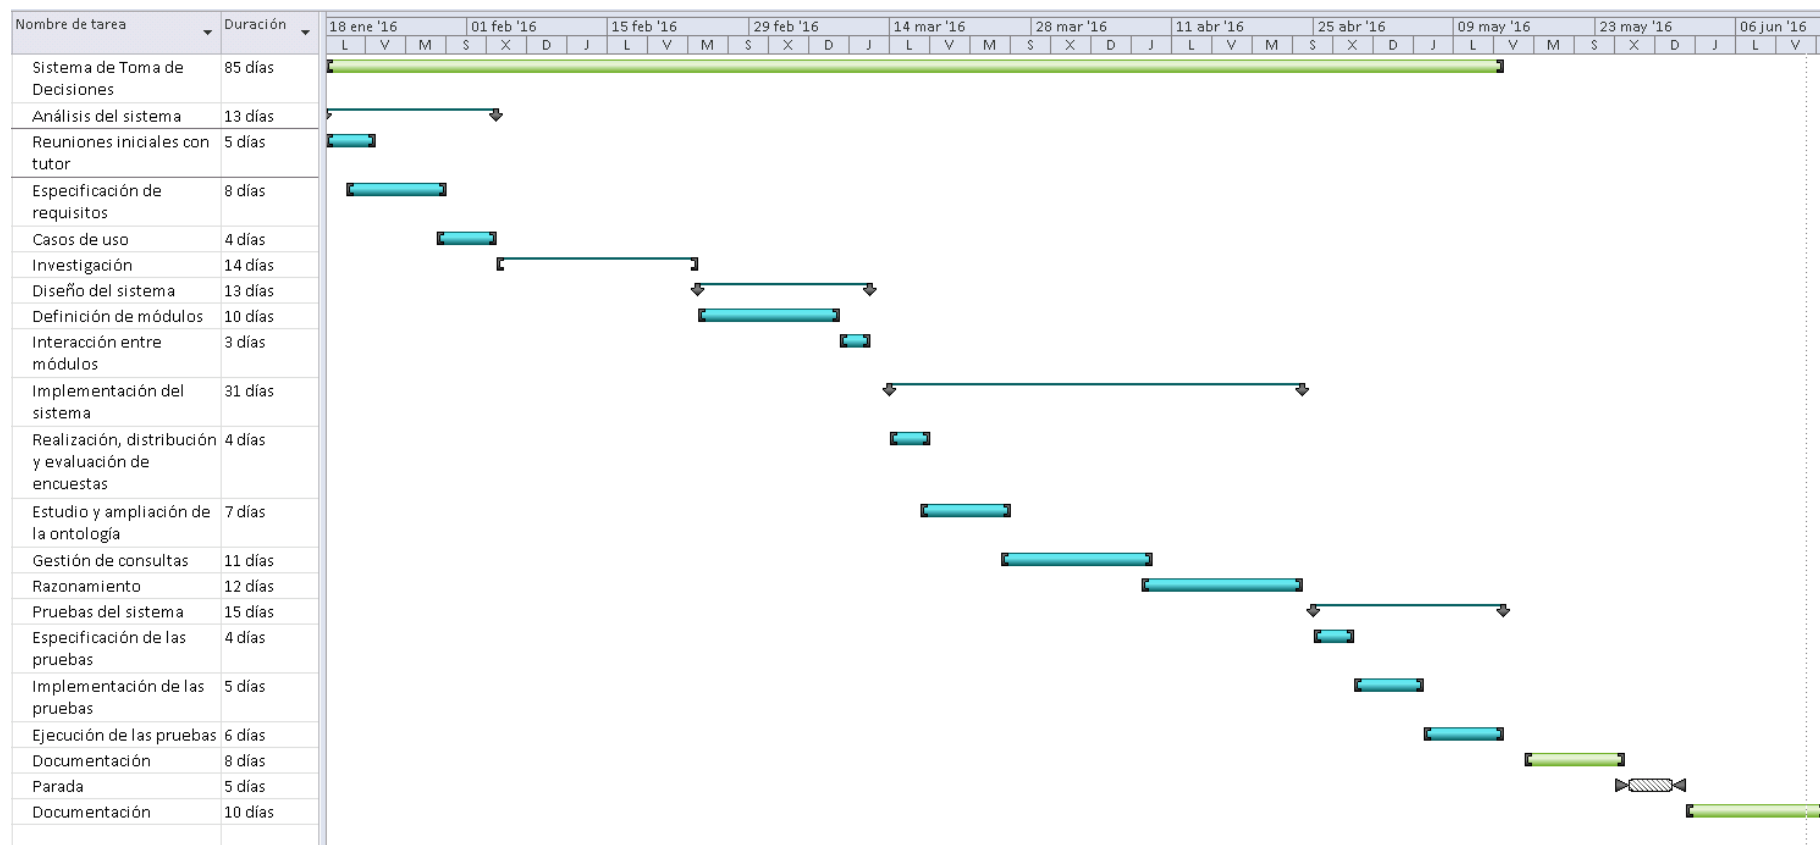 Nombre de tarea Duración 18 ene '16 01 feb '16 15 feb '16 29 feb '16 14 mar '16 28 mar '16 11 abr '16 25 abr '16 09 may '16 23 may '16 06 jun '16
L V M S X D J L V M S X D J L V M S X D J L V M S X D J L V M S X D J L V
Sistema de Toma de 85 días
Decisiones
Análisis del sistema 13 días
Reuniones iniciales con 5 días
tutor
Especificación de 8 días
requisitos
Casos de uso 4 días
Investigación 14 días
Diseño del sistema 13 días
Definición de módulos 10 días
Interacción entre 3 días
módulos
Implementación del 31 días
sistema
Realización, distribución 4 días
y evaluación de
encuestas
Estudio y ampliación de 7 días
la ontología
Gestión de consultas 11 días
Razonamiento 12 días
Pruebas del sistema 15 días
Especificación de las 4 días
pruebas
Implementación de las 5 días
pruebas
Ejecución de las pruebas 6 días
Documentación 8 días
Parada 5 días
Documentación 10 días